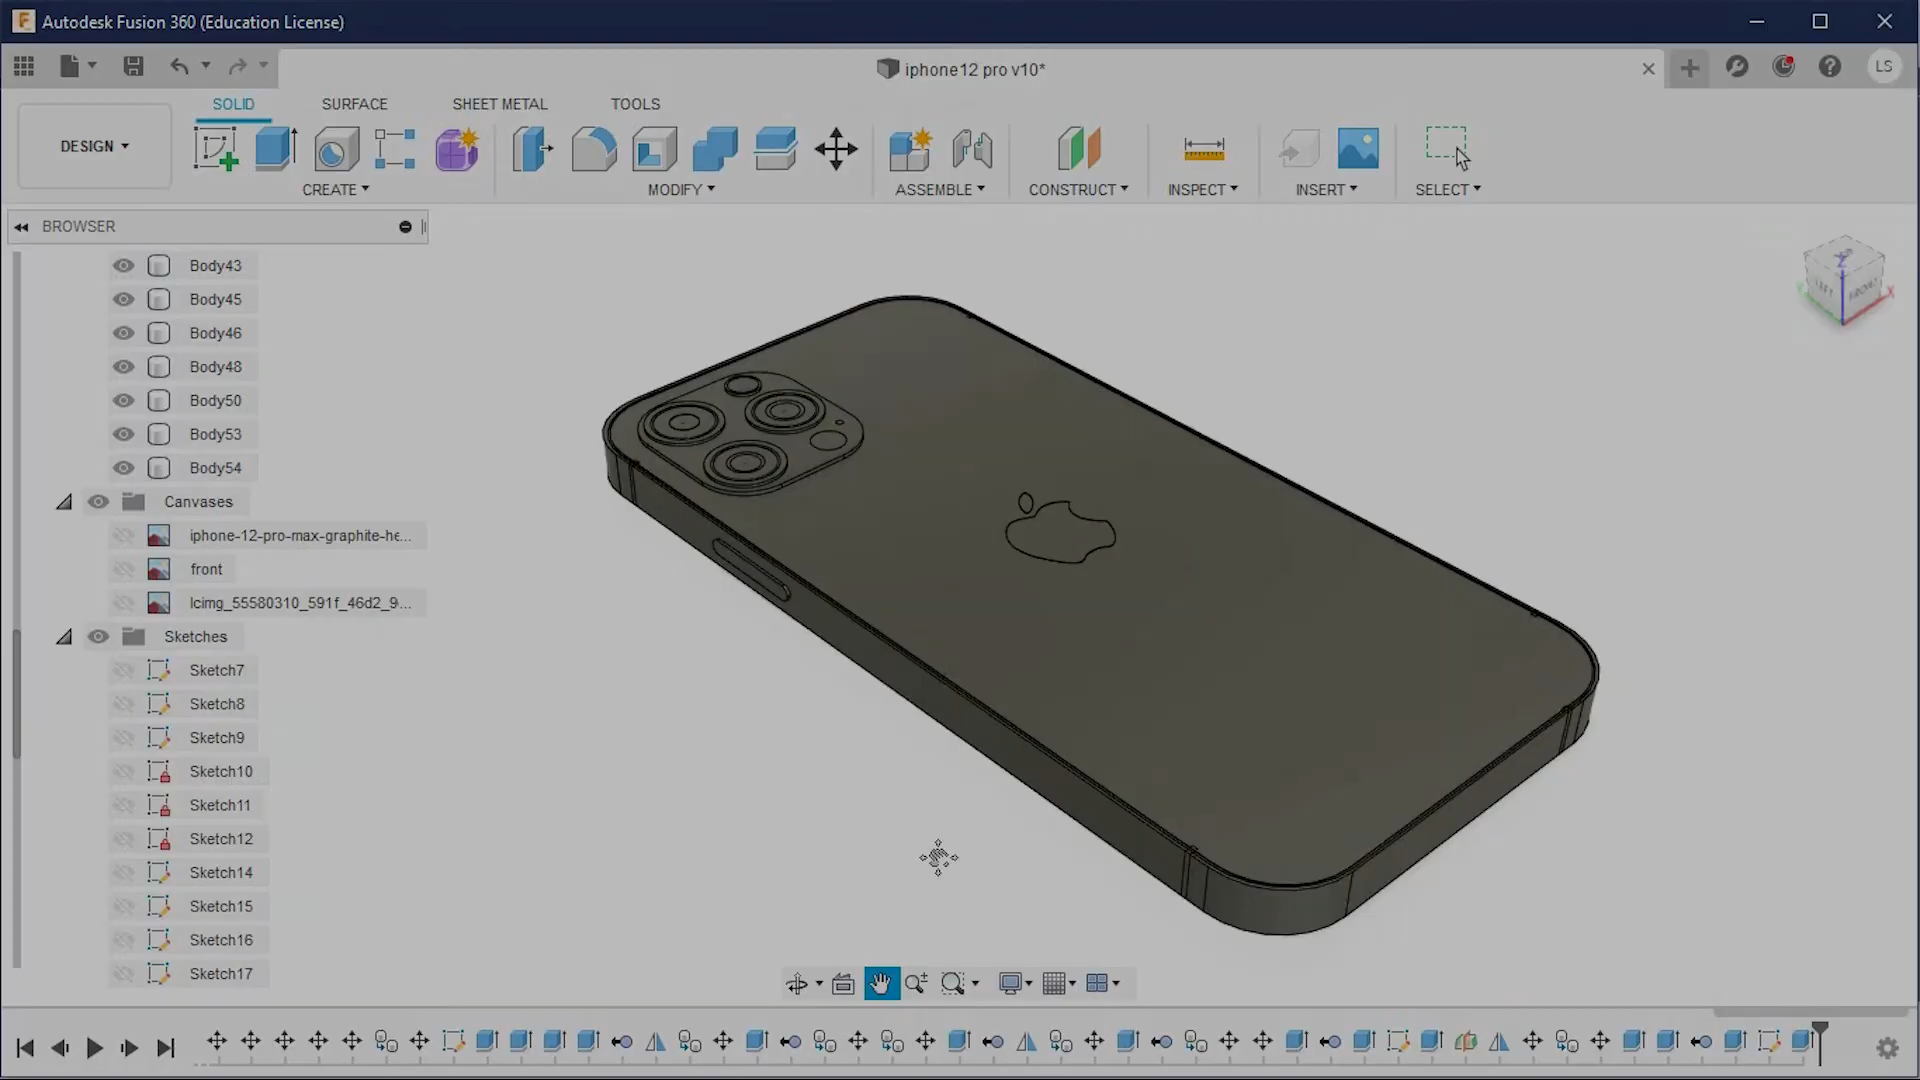 Autodesk Fusion 360 (Education License)
iphone12 pro v10*
LS
SOLID
SURFACE
SHEET METAL
TOOLS
DESIGN
CREATE
MODIFY
ASSEMBLE
CONSTRUCT
INSPECT
INSERT
SELECT
BROWSER
Body43
Body45
Body46
Body48
Body50
Body53
Body54
Canvases
iphone-12-pro-max-graphite-he...
front
lcimg_55580310_591f_46d2_9...
Sketches
Sketch7
Sketch8
Sketch9
Sketch10
Sketch11
Sketch12
Sketch14
Sketch15
Sketch16
Sketch17
Z
LEFT
FRONT
X